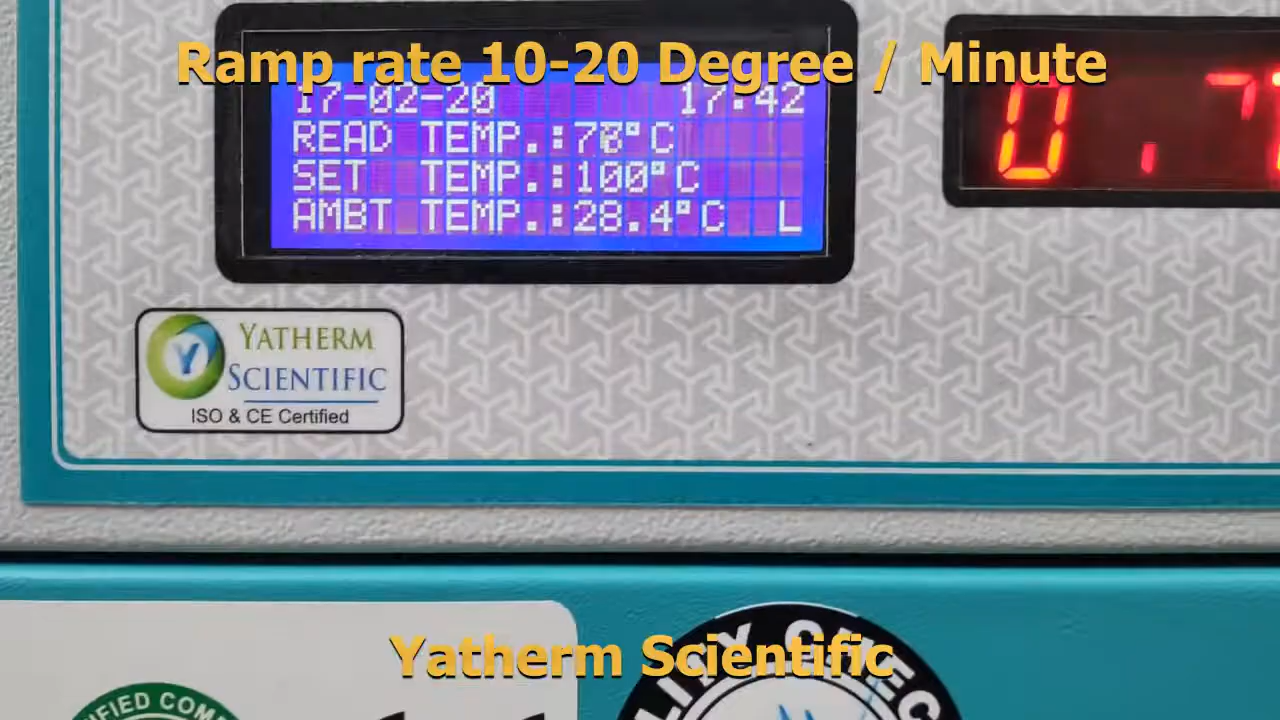 Ramp rate 10-20 Degree / Minute
17-02-20 17:42
READ TEMP.: °C
SET TEMP.:100°C
AMBT TEMP.:28.4°C L
YATHERM
SCIENTIFIC
ISO & CE Certified
Yatherm Scientific